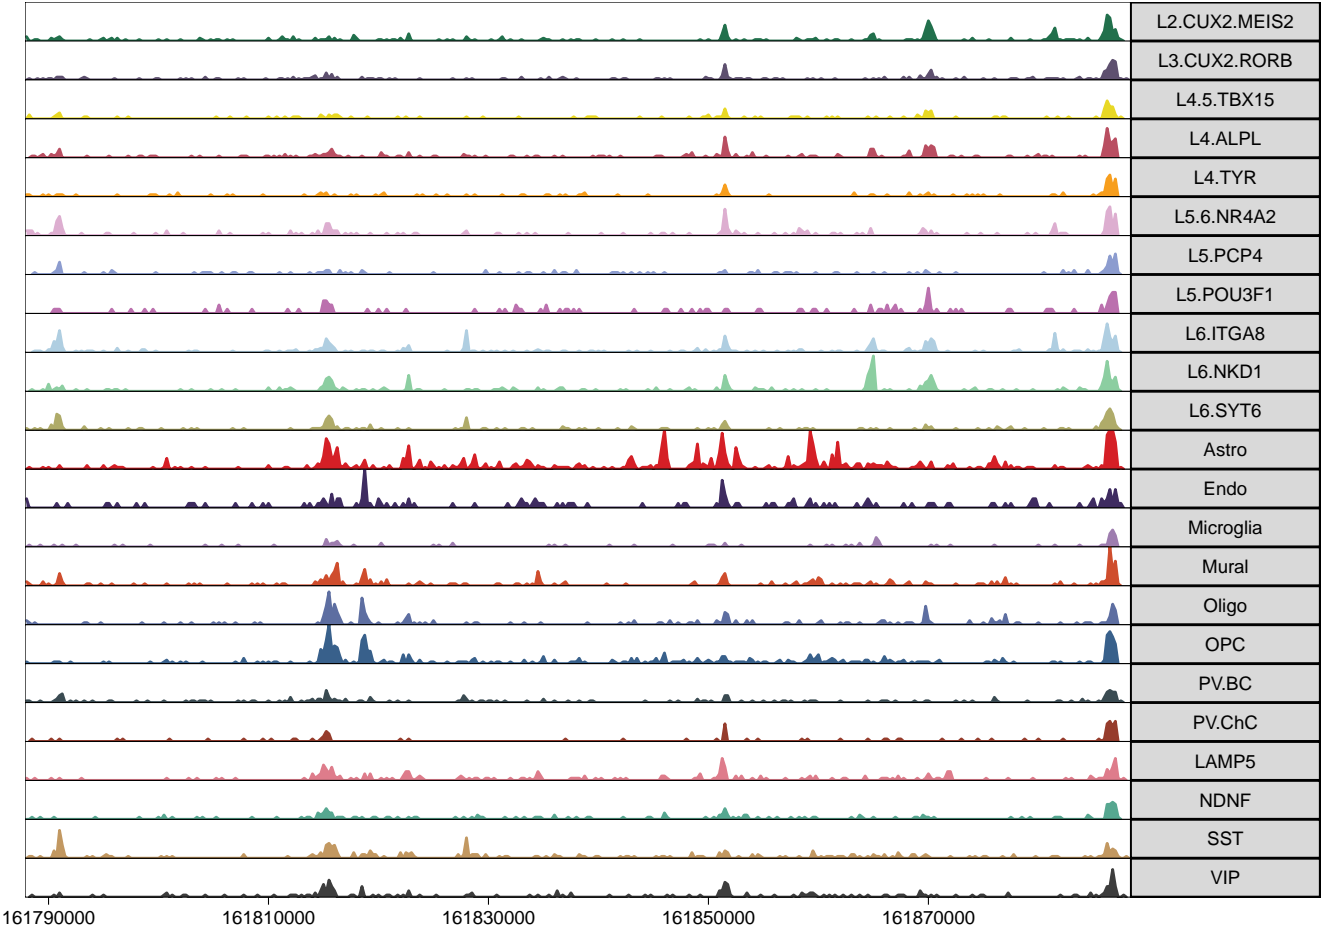 L2.CUX2.MEIS2
L3.CUX2.RORB
L4.5.TBX15
L4.ALPL
L4.TYR
L5.6.NR4A2
L5.PCP4
L5.POU3F1
L6.ITGA8
L6.NKD1
L6.SYT6
Astro
Endo
Microglia
Mural
Oligo
OPC
PV.BC
PV.ChC
LAMP5
NDNF
SST
VIP
161790000 161810000 161830000 161850000 161870000